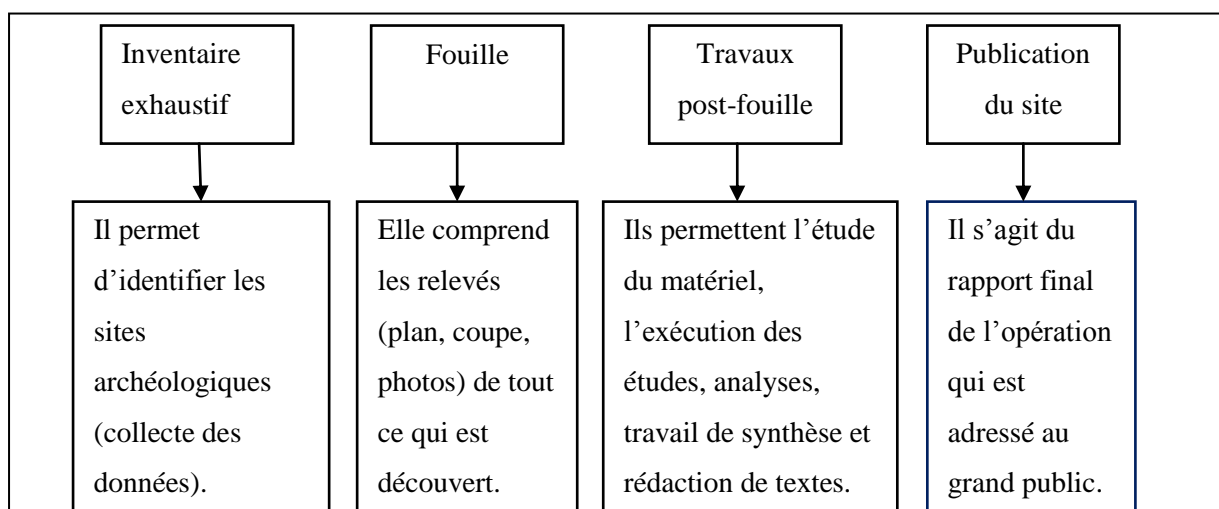 Inventaire
exhaustif
Fouille
Travaux
post-fouille
Publication
du site
Il permet
d’identifier les
sites
archéologiques
(collecte des
données).
Elle comprend
les relevés
(plan, coupe,
photos) de tout
ce qui est
découvert.
Ils permettent l’étude
du matériel,
l’exécution des
études, analyses,
travail de synthèse et
rédaction de textes.
Il s’agit du
rapport final
de l’opération
qui est
adressé au
grand public.